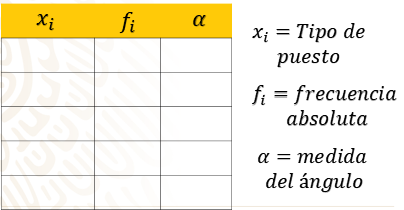 xᵢ fᵢ α
xᵢ = Tipo de
puesto
fᵢ = frecuencia
absoluta
α = medida
del ángulo